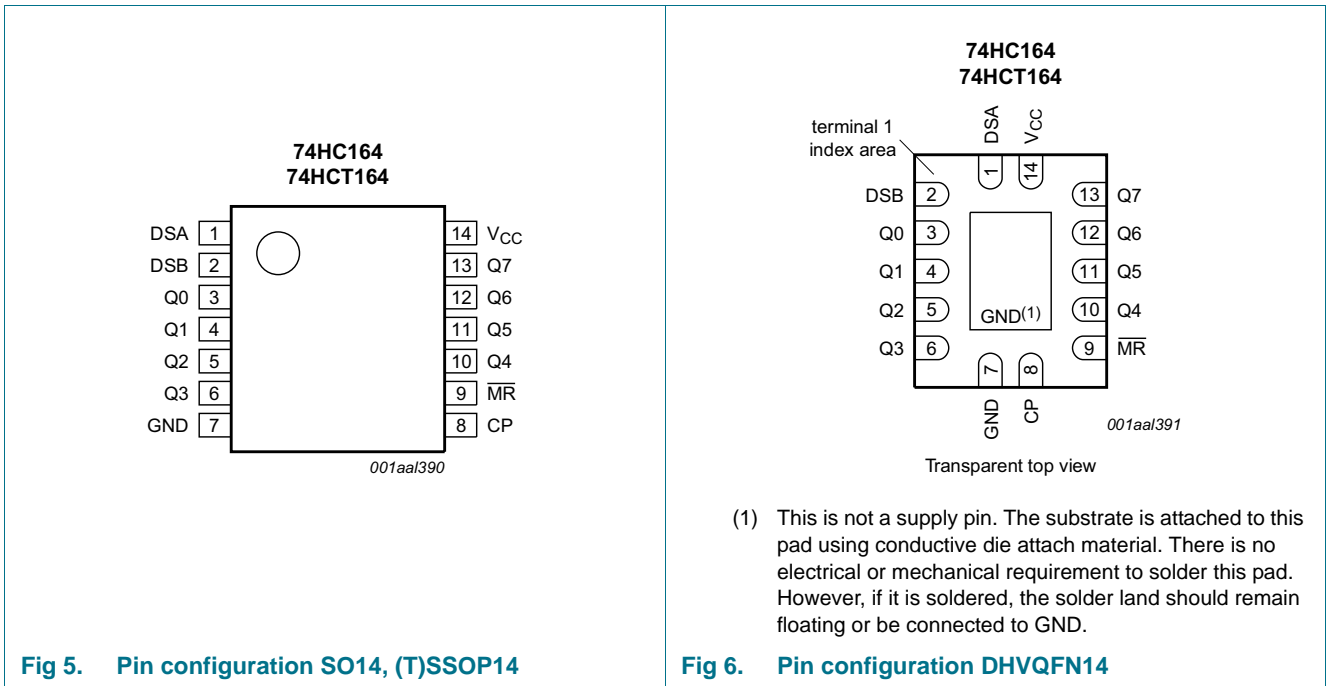 74HC164
74HCT164
DSA 1
DSB 2
Q0 3
Q1 4
Q2 5
Q3 6
GND 7
14 VCC
13 Q7
12 Q6
11 Q5
10 Q4
9 MR
8 CP
001aal390
Fig 5. Pin configuration SO14, (T)SSOP14
74HC164
74HCT164
terminal 1
index area
DSA
VCC
1
14
DSB 2
Q0 3
Q1 4
Q2 5
Q3 6
13 Q7
12 Q6
11 Q5
10 Q4
9 MR
GND(1)
7
8
GND
CP
001aal391
Transparent top view
(1) This is not a supply pin. The substrate is attached to this
pad using conductive die attach material. There is no
electrical or mechanical requirement to solder this pad.
However, if it is soldered, the solder land should remain
floating or be connected to GND.
Fig 6. Pin configuration DHVQFN14